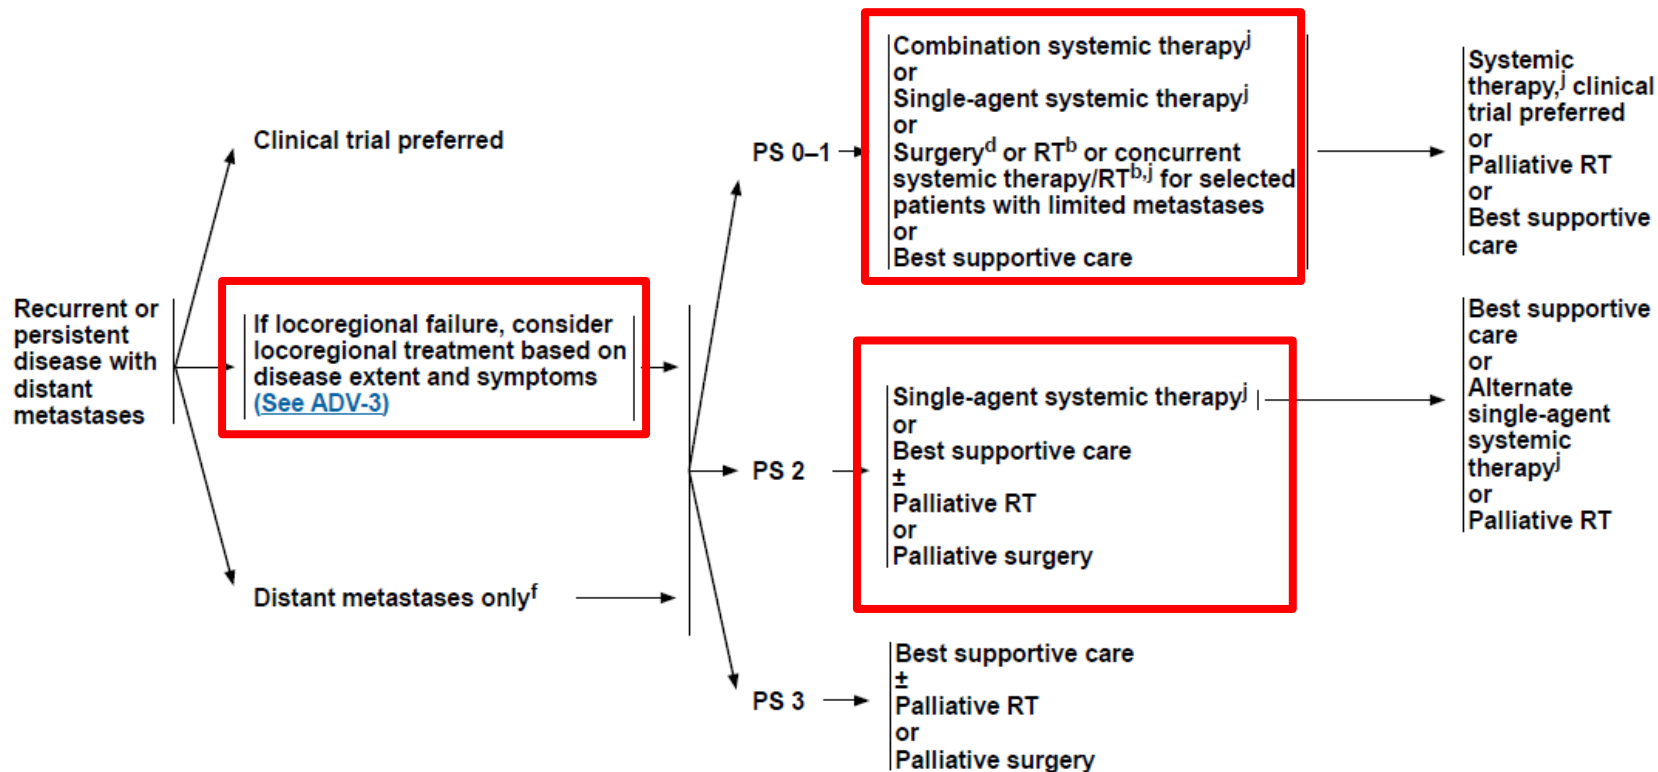 Recurrent or
persistent
disease with
distant
metastases
Clinical trial preferred
If locoregional failure, consider
locoregional treatment based on
disease extent and symptoms
(See ADV-3)
Distant metastases onlyᶠ
PS 0–1
Combination systemic therapyʲ
or
Single-agent systemic therapyʲ
or
Surgeryᵈ or RTᵇ or concurrent
systemic therapy/RTᵇ,ʲ for selected
patients with limited metastases
or
Best supportive care
Systemic
therapy,ʲ clinical
trial preferred
or
Palliative RT
or
Best supportive
care
PS 2
Single-agent systemic therapyʲ
or
Best supportive care
±
Palliative RT
or
Palliative surgery
Best supportive
care
or
Alternate
single-agent
systemic
therapyʲ
or
Palliative RT
PS 3
Best supportive care
±
Palliative RT
or
Palliative surgery